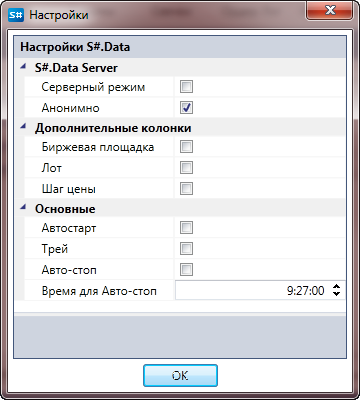 S# Настройки
Настройки S#.Data
S#.Data Server
Серверный режим
Анонимно
Дополнительные колонки
Биржевая площадка
Лот
Шаг цены
Основные
Автостарт
Трей
Авто-стоп
Время для Авто-стоп 9:27:00
OK